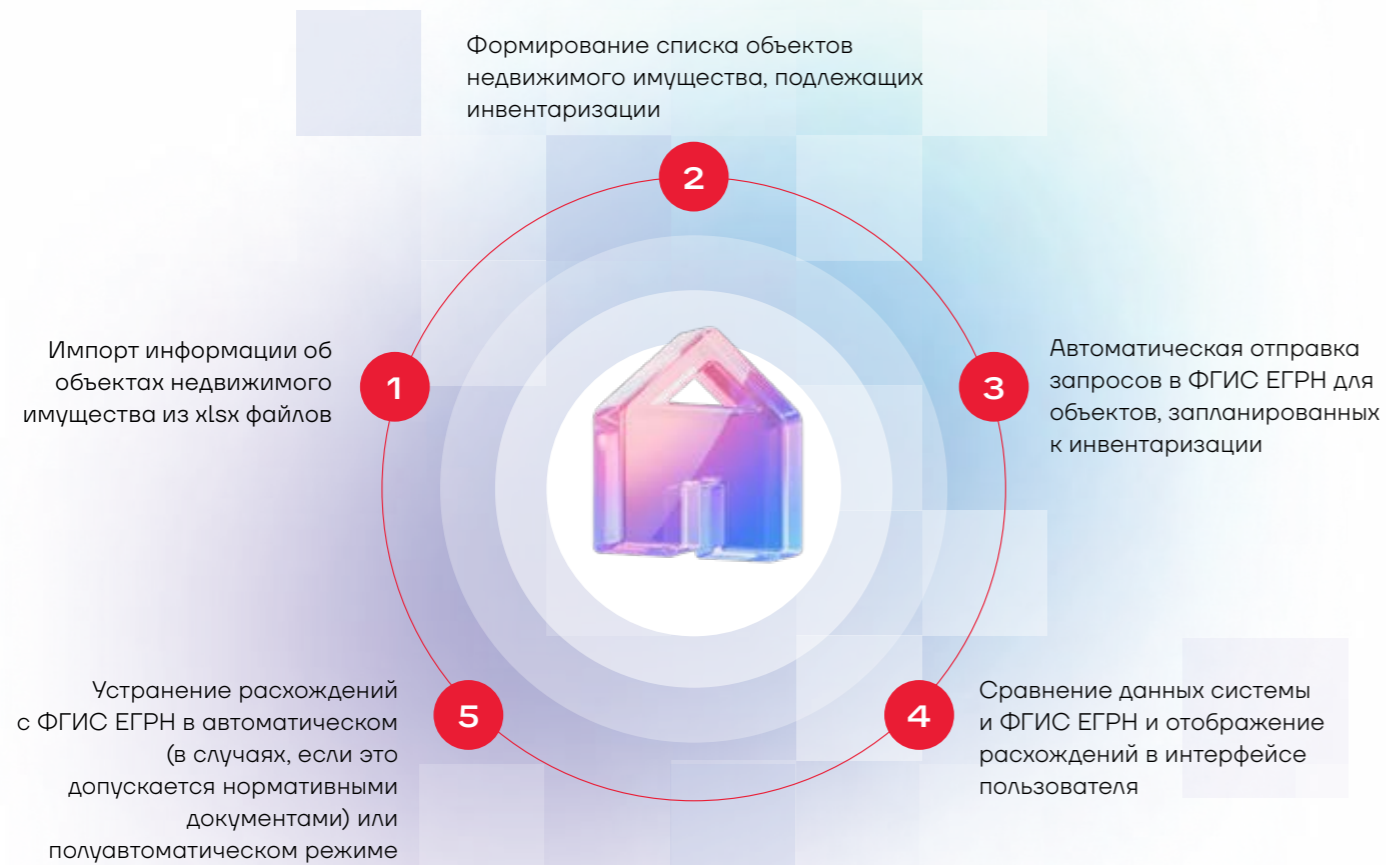 1
Импорт информации об
объектах недвижимого
имущества из xlsx файлов
2
Формирование списка объектов
недвижимого имущества, подлежащих
инвентаризации
3
Автоматическая отправка
запросов в ФГИС ЕГРН для
объектов, запланированных
к инвентаризации
4
Сравнение данных системы
и ФГИС ЕГРН и отображение
расхождений в интерфейсе
пользователя
5
Устранение расхождений
с ФГИС ЕГРН в автоматическом
(в случаях, если это
допускается нормативными
документами) или
полуавтоматическом режиме